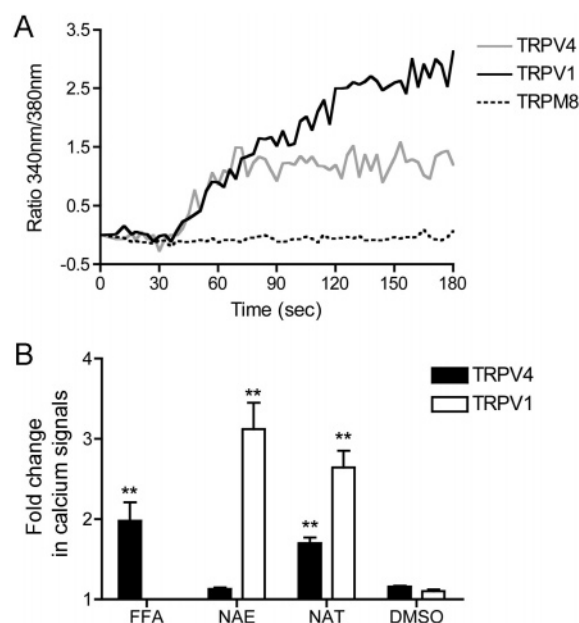 A
Ratio 340nm/380nm
3.5
2.5
1.5
0.5
-0.5
0
30
60
90
120
150
180
Time (sec)
TRPV4
TRPV1
TRPM8
B
Fold change
in calcium signals
4
3
2
1
**
**
**
**
FFA
NAE
NAT
DMSO
TRPV4
TRPV1